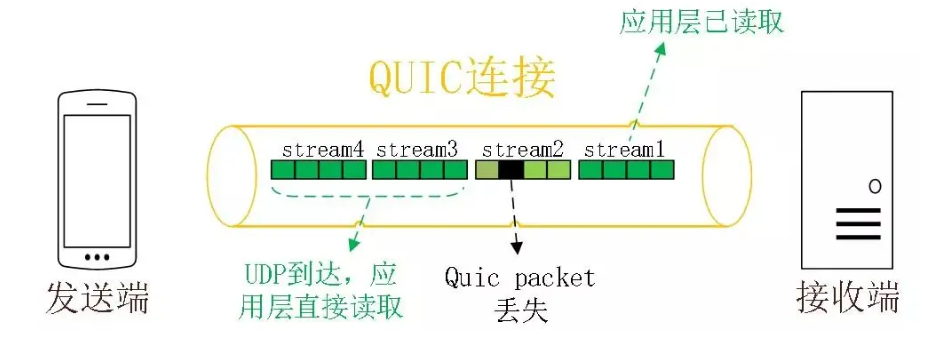 应用层已读取
QUIC连接
stream4
stream3
stream2
stream1
UDP到达，应
用层直接读取
Quic packet
丢失
发送端
接收端